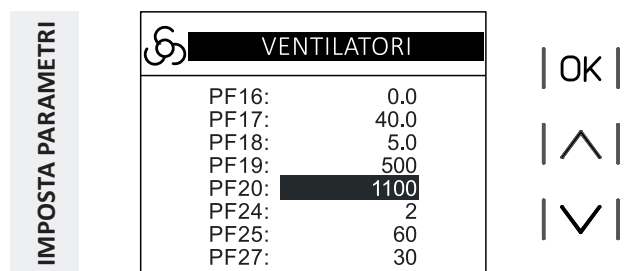 IMPOSTA PARAMETRI
VENTILATORI
PF16: 0.0
PF17: 40.0
PF18: 5.0
PF19: 500
PF20: 1100
PF24: 2
PF25: 60
PF27: 30
OK